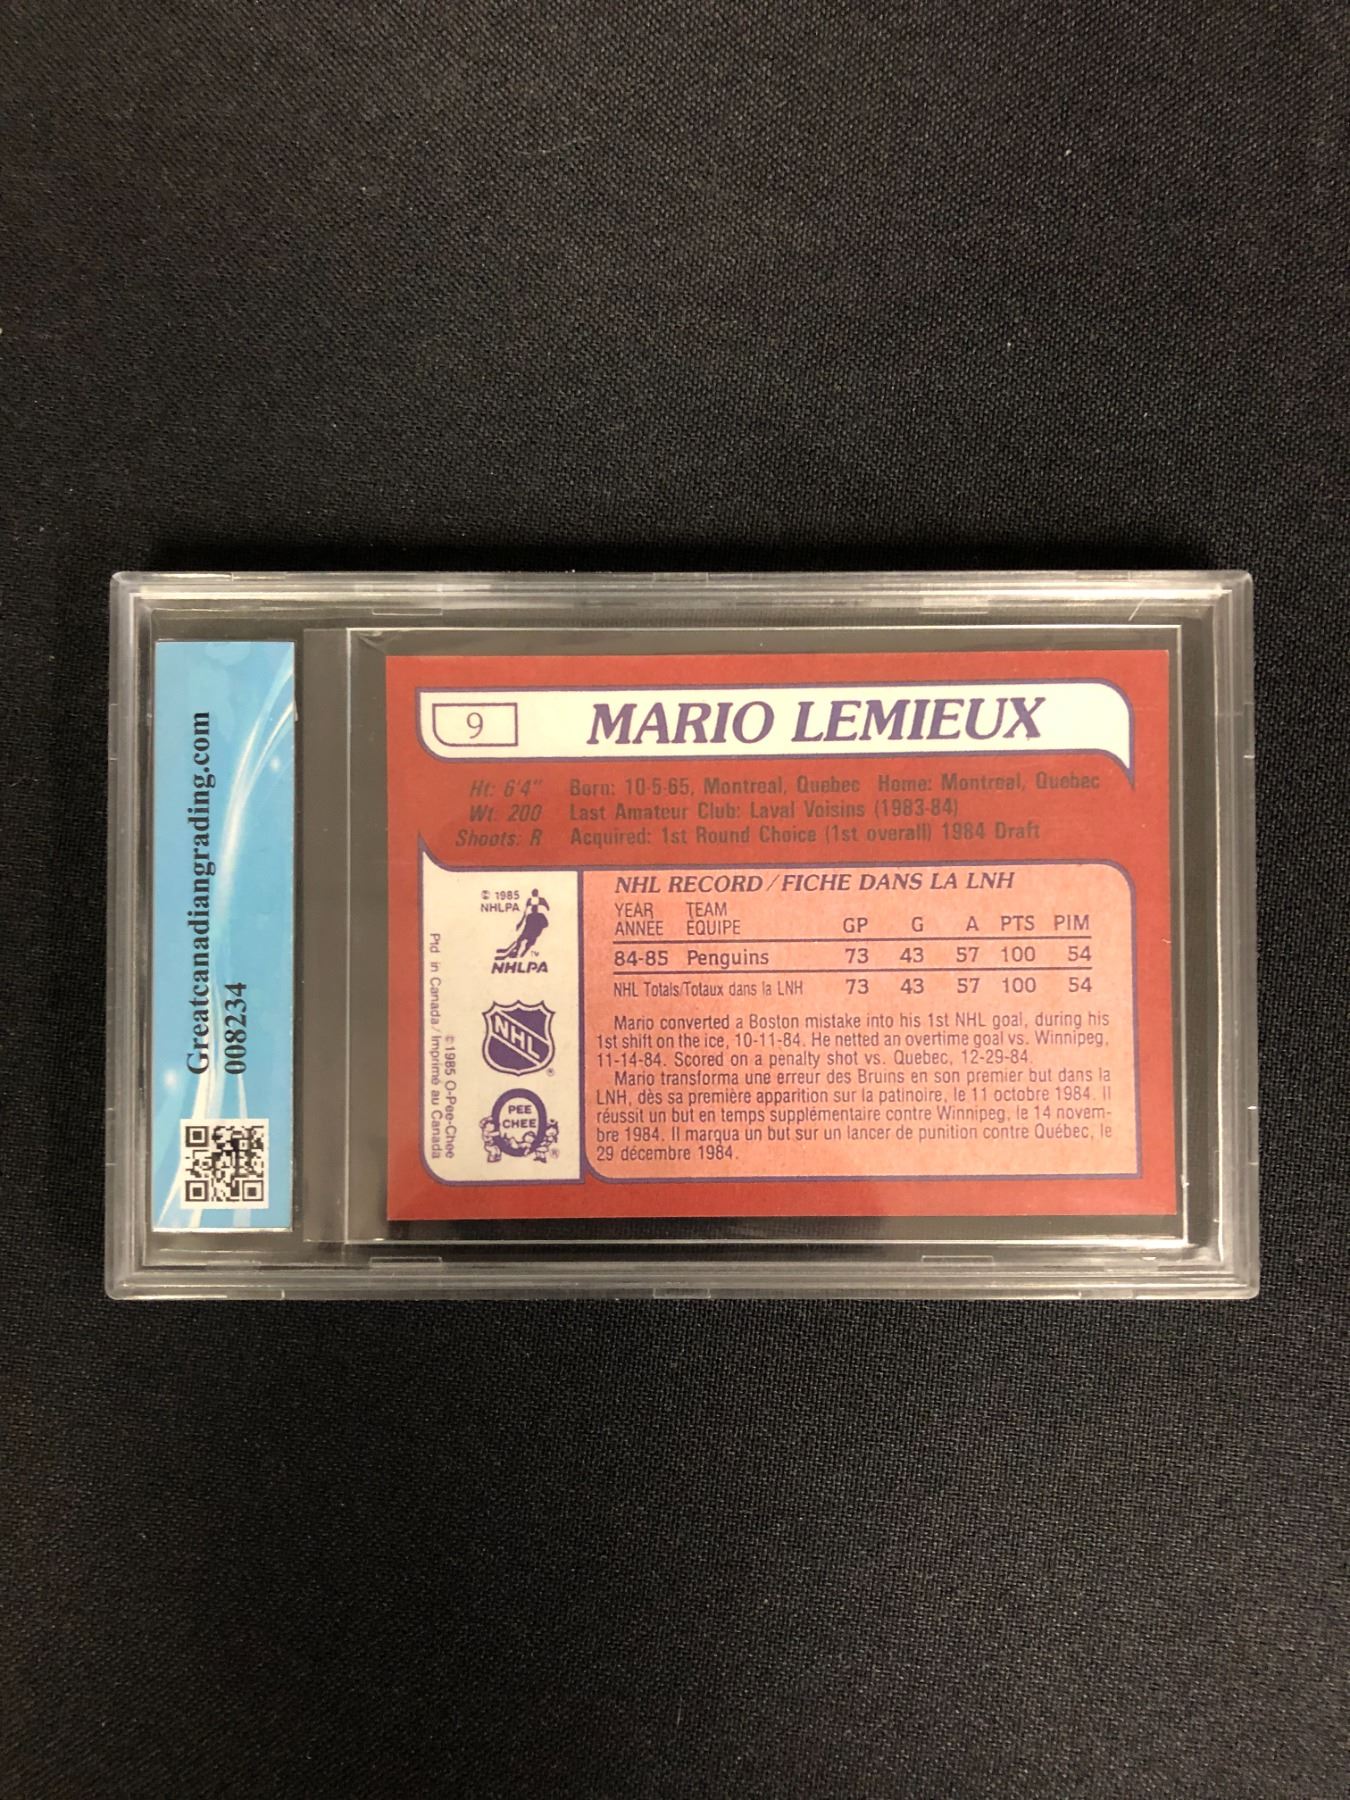 9 MARIO LEMIEUX
Ht: 6'4" Born: 10-5-65, Montreal, Quebec Home: Montreal, Quebec
Wt: 200 Last Amateur Club: Laval Voisins (1983-84)
Shoots: R Acquired: 1st Round Choice (1st overall) 1984 Draft
NHL RECORD/FICHE DANS LA LNH
YEAR TEAM
ANNÉE EQUIPE GP G A PTS PIM
84-85 Penguins 73 43 57 100 54
NHL Totals/Totaux dans la LNH 73 43 57 100 54
Mario converted a Boston mistake into his 1st NHL goal, during his
1st shift on the ice, 10-11-84. He netted an overtime goal vs. Winnipeg,
11-14-84. Scored on a penalty shot vs. Quebec, 12-29-84.
Mario transforma une erreur des Bruins en son premier but dans la
LNH, dès sa première apparition sur la patinoire, le 11 octobre 1984. Il
réussit un but en temps supplémentaire contre Winnipeg, le 14 novem-
bre 1984. Il marqua un but sur un lancer de punition contre Québec, le
29 décembre 1984.
© 1985
NHLPA
TM
NHLPA
NHL
®
PEE
CHEE
®
© 1985 O-Pee-Chee
Ptd. in Canada/Imprimé au Canada
Greatcanadiangrading.com
0008234